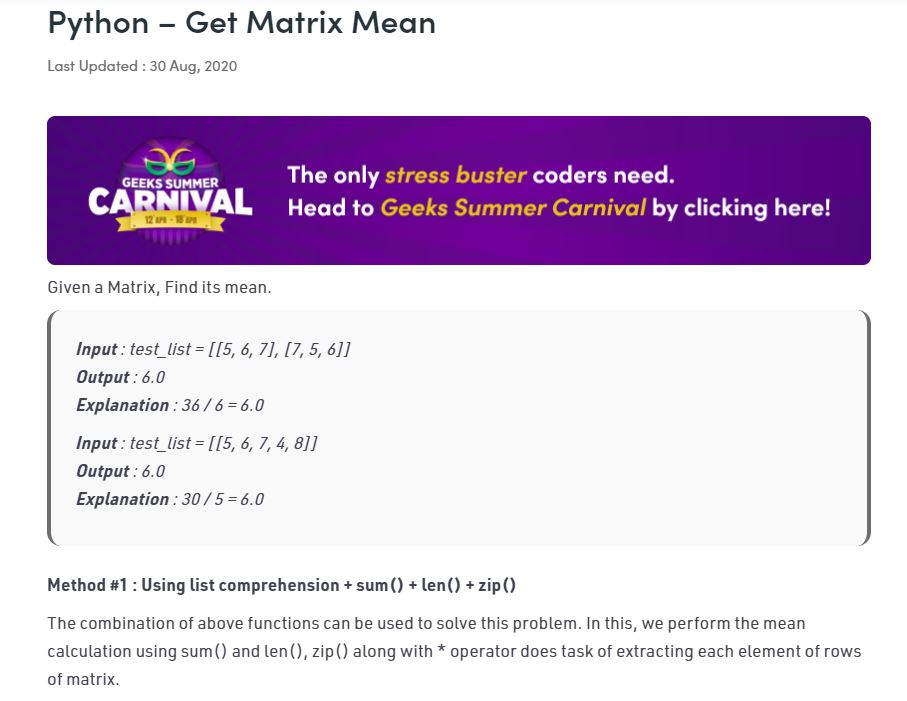 Python – Get Matrix Mean
Last Updated : 30 Aug, 2020
GEEKS SUMMER
CARNIVAL
12 APR - 18 APR
The only stress buster coders need.
Head to Geeks Summer Carnival by clicking here!
Given a Matrix, Find its mean.
Input : test_list = [[5, 6, 7], [7, 5, 6]]
Output : 6.0
Explanation : 36 / 6 = 6.0
Input : test_list = [[5, 6, 7, 4, 8]]
Output : 6.0
Explanation : 30 / 5 = 6.0
Method #1 : Using list comprehension + sum() + len() + zip()
The combination of above functions can be used to solve this problem. In this, we perform the mean
calculation using sum() and len(), zip() along with * operator does task of extracting each element of rows
of matrix.